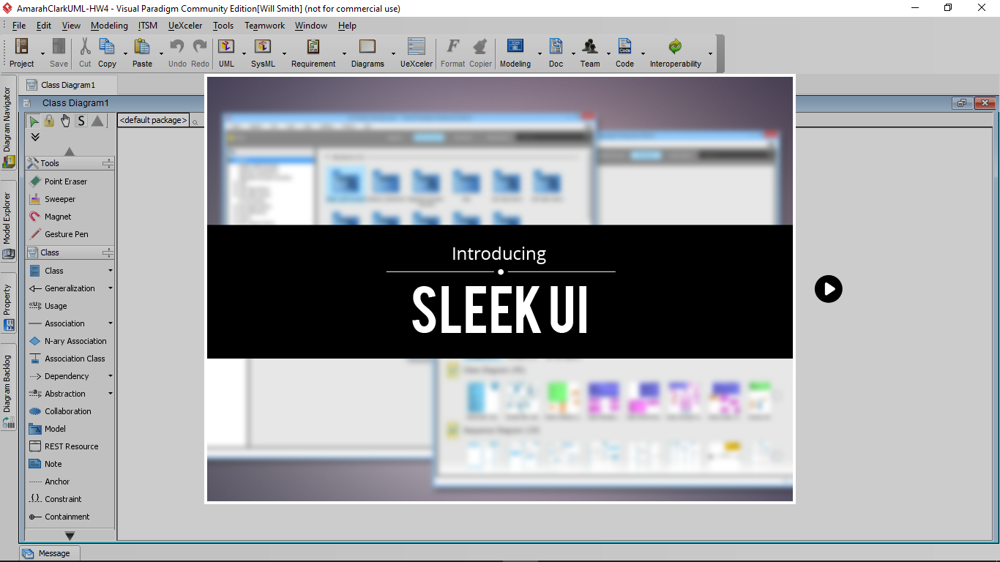 AmarahClarkUML-HW4 - Visual Paradigm Community Edition[Will Smith] (not for commercial use)
File Edit View Modeling ITSM UeXceler Tools Teamwork Window Help
Project Save Cut Copy Paste Undo Redo UML SysML Requirement Diagrams UeXceler Format Copier Modeling Doc Team Code Interoperability
Class Diagram1
Class Diagram1
S <default package>
Diagram Navigator
Model Explorer
Property
Diagram Backlog
Tools
Point Eraser
Sweeper
Magnet
Gesture Pen
Class
Class
Generalization
Usage
Association
N-ary Association
Association Class
Dependency
Abstraction
Collaboration
Model
REST Resource
Note
Anchor
Constraint
Containment
Introducing
SLEEK UI
Message